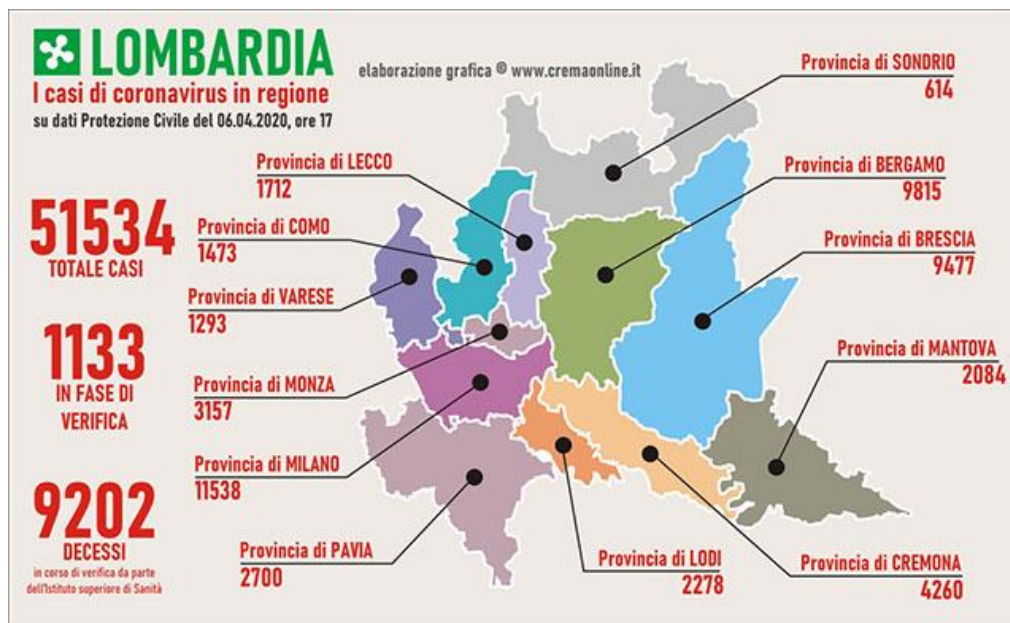 LOMBARDIA
I casi di coronavirus in regione
su dati Protezione Civile del 06.04.2020, ore 17
elaborazione grafica © www.cremaonline.it
51534
TOTALE CASI
1133
IN FASE DI
VERIFICA
9202
DECESSI
in corso di verifica da parte
dell'Istituto superiore di Sanità
Provincia di LECCO
1712
Provincia di COMO
1473
Provincia di VARESE
1293
Provincia di MONZA
3157
Provincia di MILANO
11538
Provincia di PAVIA
2700
Provincia di SONDRIO
614
Provincia di BERGAMO
9815
Provincia di BRESCIA
9477
Provincia di MANTOVA
2084
Provincia di LODI
2278
Provincia di CREMONA
4260